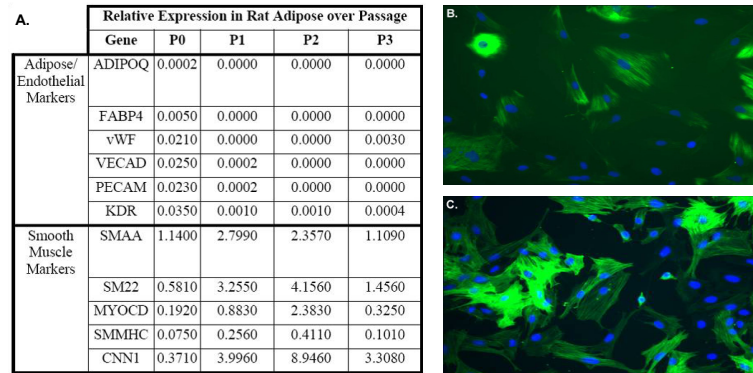 A.
Relative Expression in Rat Adipose over Passage
Gene P0 P1 P2 P3
Adipose/ Endothelial Markers
ADIPOQ 0.0002 0.0000 0.0000 0.0000
FABP4 0.0050 0.0000 0.0000 0.0000
vWF 0.0210 0.0000 0.0000 0.0030
VECAD 0.0250 0.0002 0.0000 0.0000
PECAM 0.0230 0.0002 0.0000 0.0000
KDR 0.0350 0.0010 0.0010 0.0004
Smooth Muscle Markers
SMAA 1.1400 2.7990 2.3570 1.1090
SM22 0.5810 3.2550 4.1560 1.4560
MYOCD 0.1920 0.8830 2.3830 0.3250
SMMHC 0.0750 0.2560 0.4110 0.1010
CNN1 0.3710 3.9960 8.9460 3.3080
B.
C.